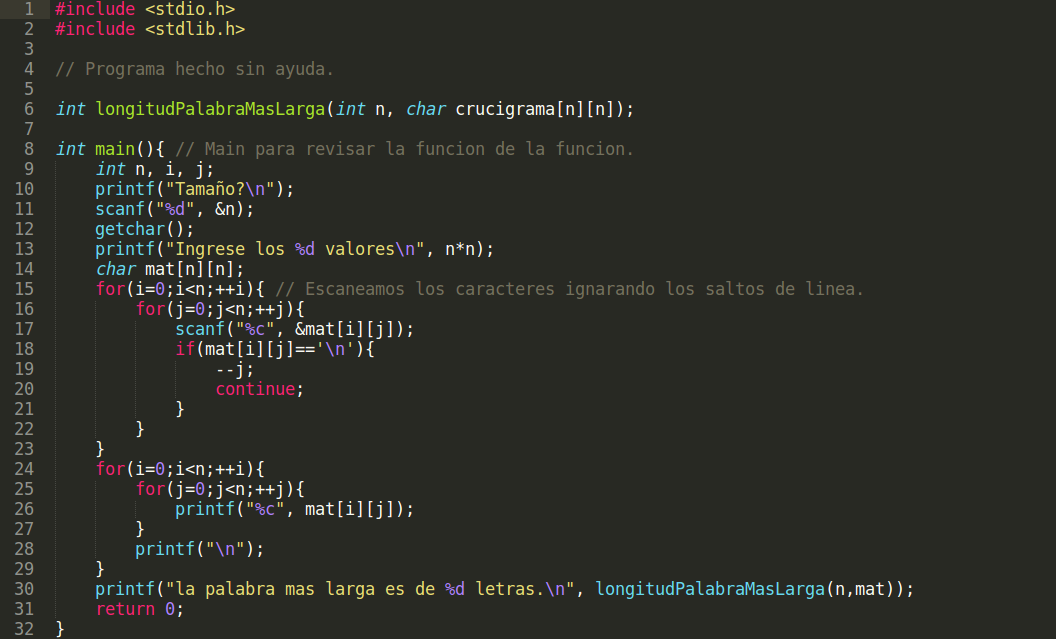 1 #include <stdio.h>
2 #include <stdlib.h>
3
4 // Programa hecho sin ayuda.
5
6 int longitudPalabraMasLarga(int n, char crucigrama[n][n]);
7
8 int main(){ // Main para revisar la funcion de la funcion.
9     int n, i, j;
10     printf("Tamaño?\n");
11     scanf("%d", &n);
12     getchar();
13     printf("Ingrese los %d valores\n", n*n);
14     char mat[n][n];
15     for(i=0;i<n;++i){ // Escaneamos los caracteres ignarando los saltos de linea.
16         for(j=0;j<n;++j){
17             scanf("%c", &mat[i][j]);
18             if(mat[i][j]=='\n'){
19                 --j;
20                 continue;
21             }
22         }
23     }
24     for(i=0;i<n;++i){
25         for(j=0;j<n;++j){
26             printf("%c", mat[i][j]);
27         }
28         printf("\n");
29     }
30     printf("la palabra mas larga es de %d letras.\n", longitudPalabraMasLarga(n,mat));
31     return 0;
32 }